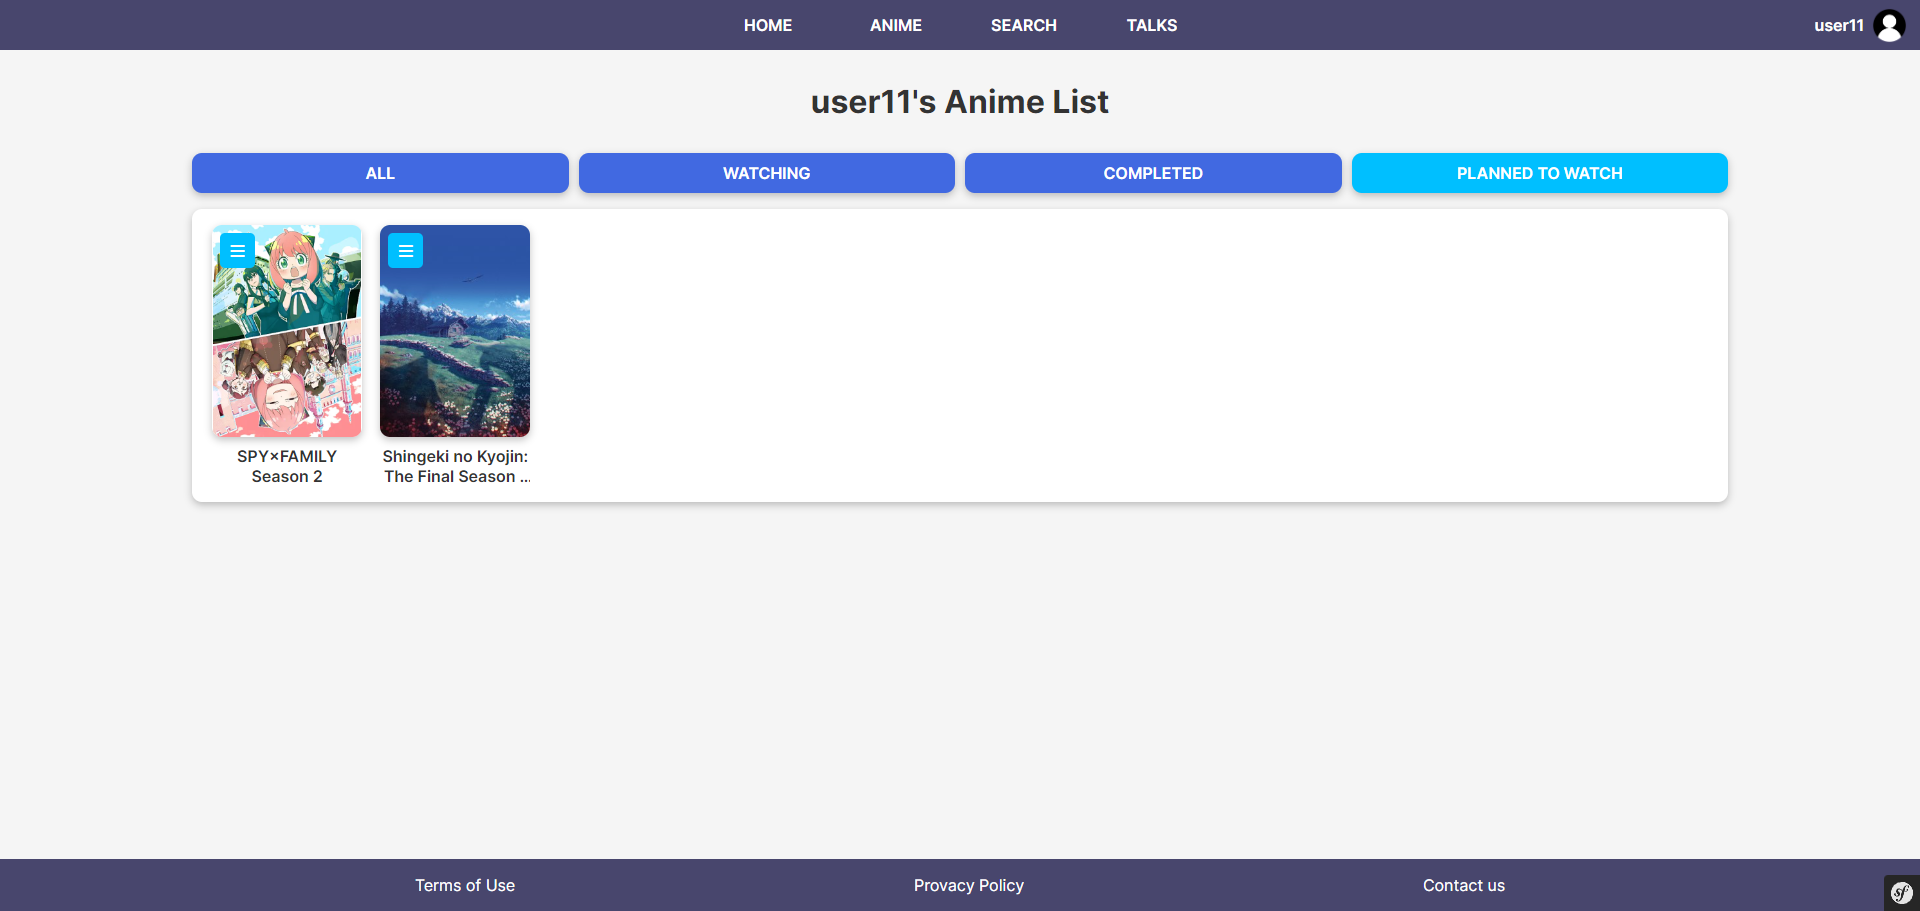 HOME ANIME SEARCH TALKS user11
user11's Anime List
ALL WATCHING COMPLETED PLANNED TO WATCH
SPY×FAMILY
Season 2
Shingeki no Kyojin:
The Final Season ...
Terms of Use Provacy Policy Contact us
sf